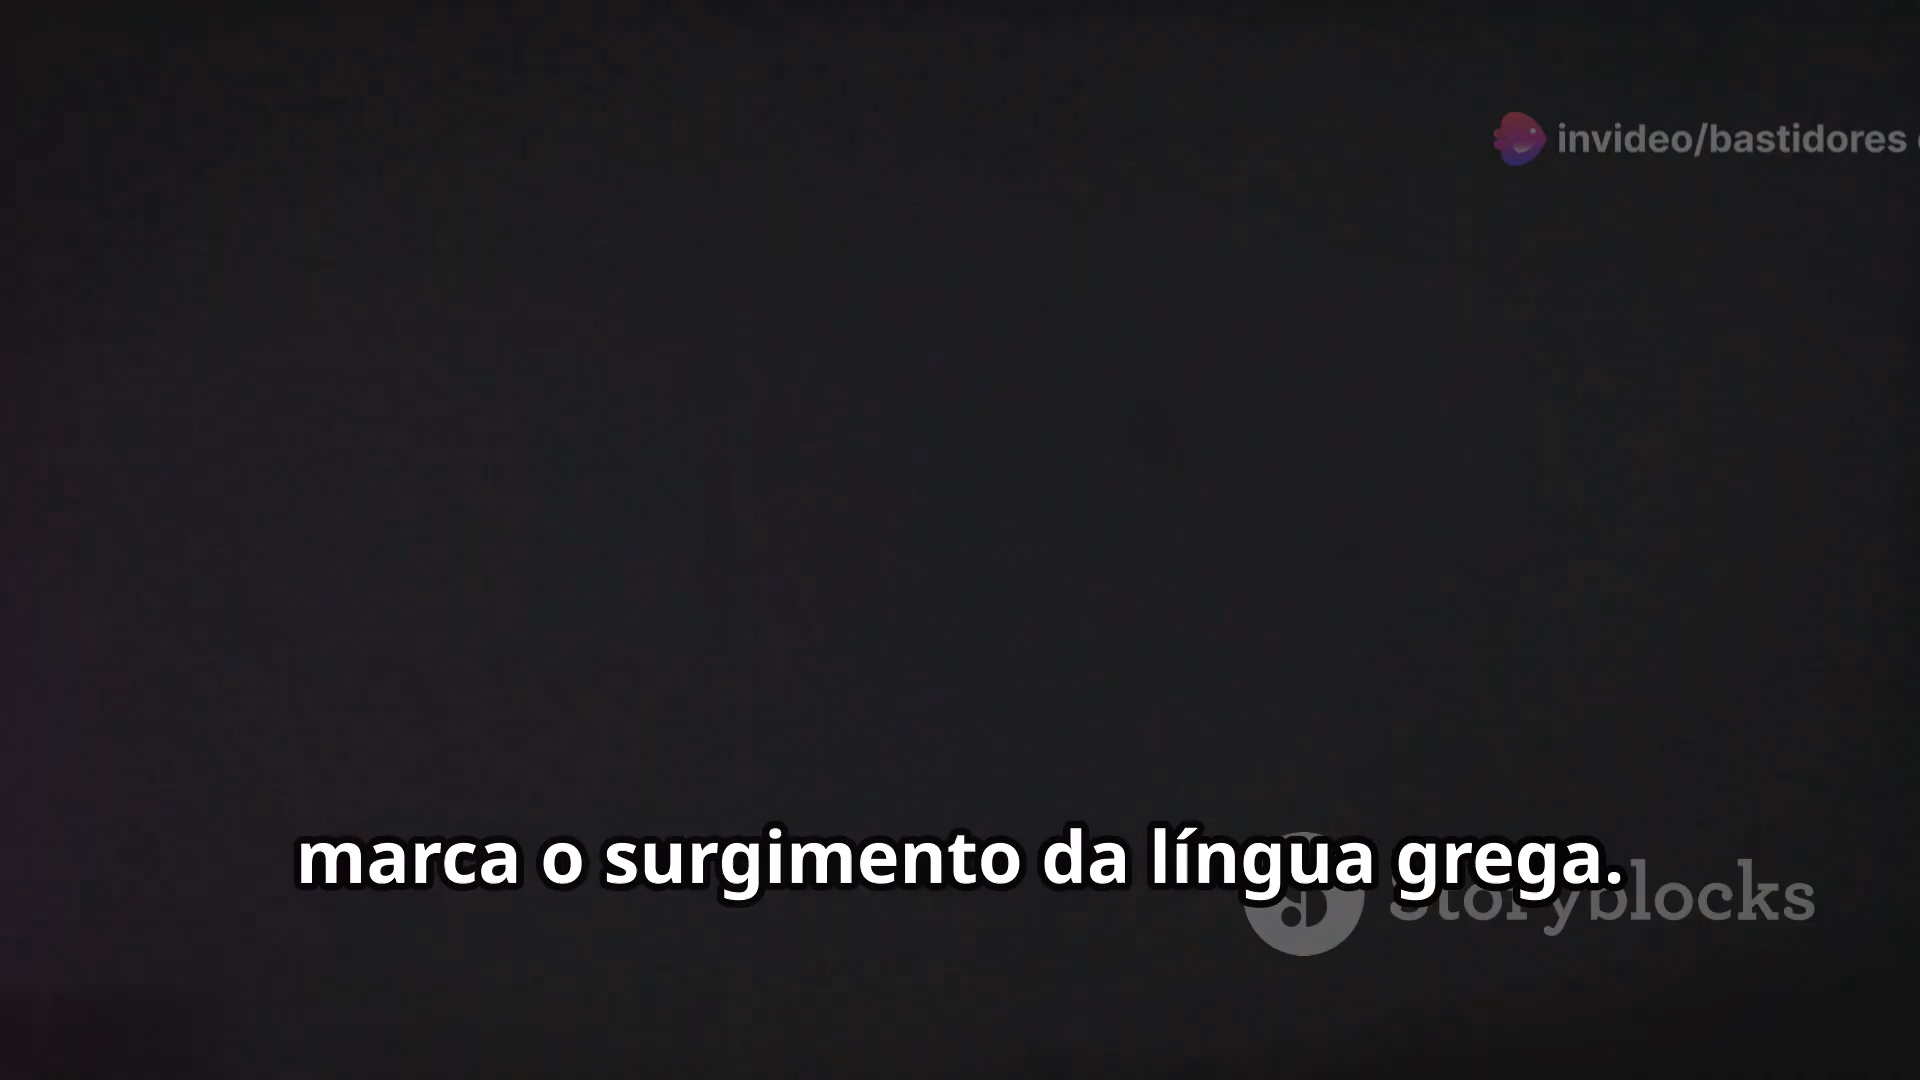 invideo/bastidores
marca o surgimento da língua grega.
Storyblocks